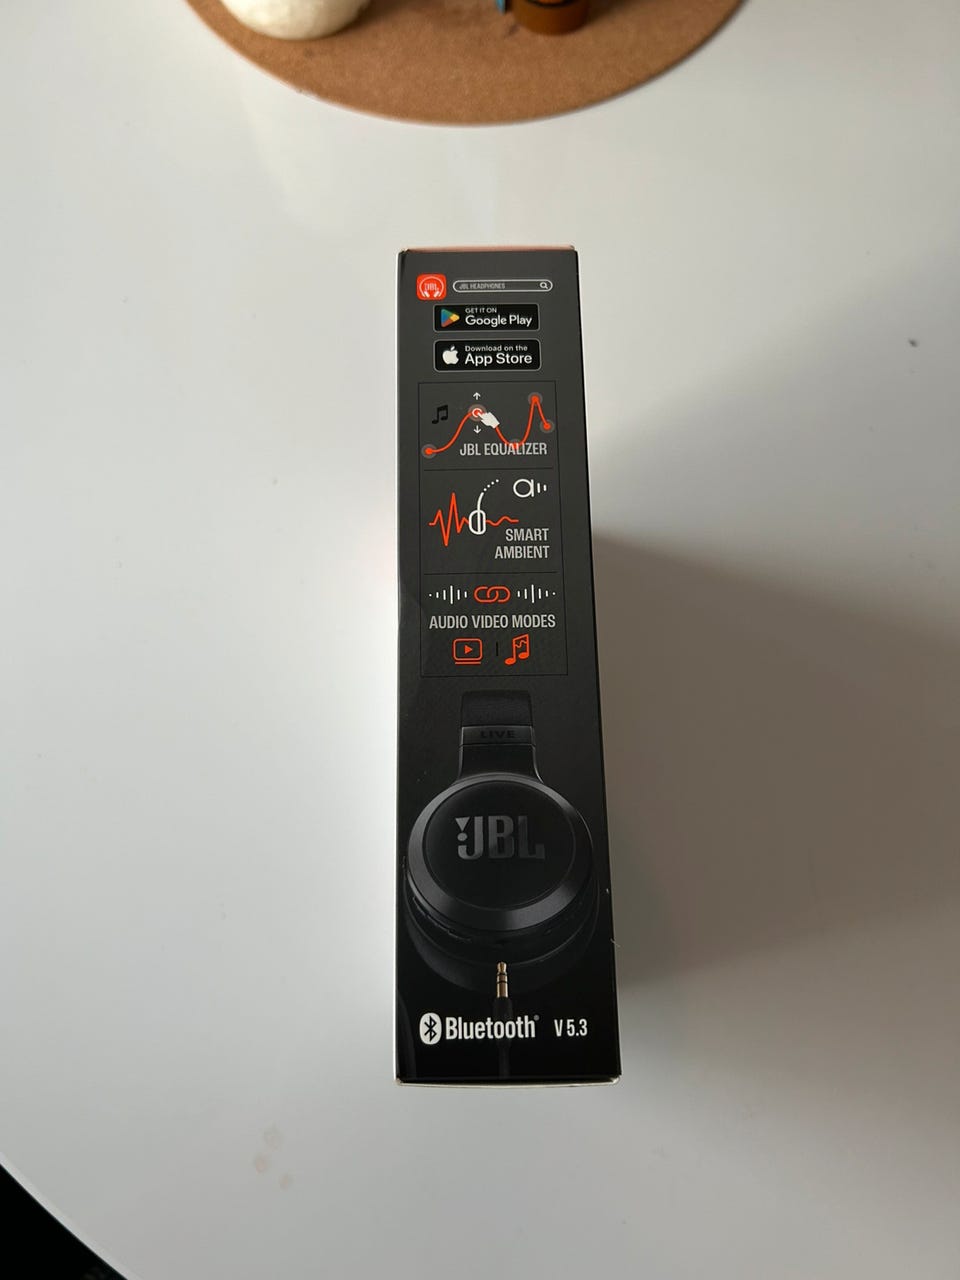 JBL
JBL HEADPHONES
GET IT ON
Google Play
Download on the
App Store
JBL EQUALIZER
SMART
AMBIENT
AUDIO VIDEO MODES
LIVE
JBL
Bluetooth® V 5.3